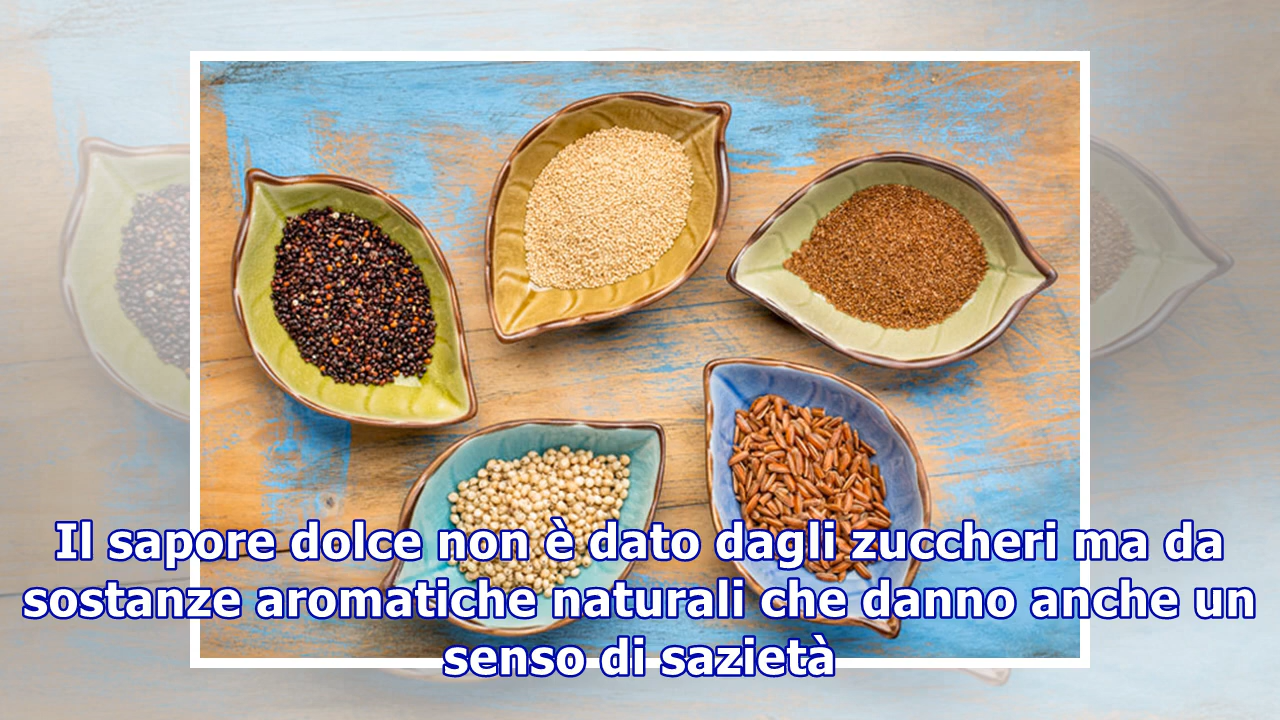 Il sapore dolce non è dato dagli zuccheri ma da
sostanze aromatiche naturali che danno anche un
senso di sazietà